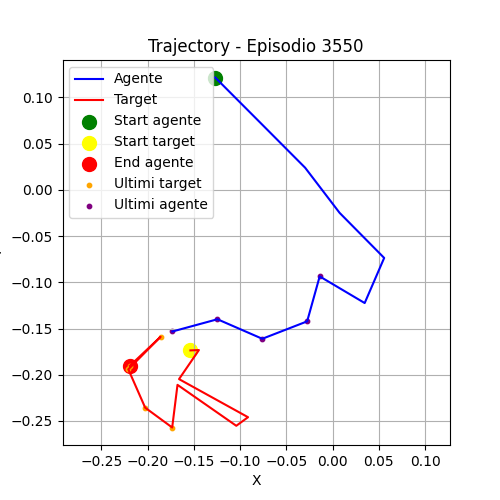 Trajectory - Episodio 3550
Agente
Target
Start agente
Start target
End agente
Ultimi target
Ultimi agente
0.10
0.05
0.00
−0.05
−0.10
−0.15
−0.20
−0.25
−0.25 −0.20 −0.15 −0.10 −0.05 0.00 0.05 0.10
X